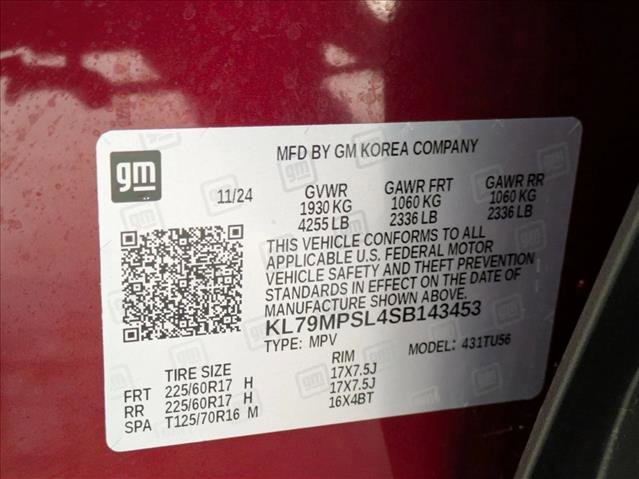 gm
MFD BY GM KOREA COMPANY
11/24
GVWR GAWR FRT GAWR RR
1930 KG 1060 KG 1060 KG
4255 LB 2336 LB 2336 LB
THIS VEHICLE CONFORMS TO ALL
APPLICABLE U.S. FEDERAL MOTOR
VEHICLE SAFETY AND THEFT PREVENTION
STANDARDS IN EFFECT ON THE DATE OF
MANUFACTURE SHOWN ABOVE.
KL79MPSL4SB143453
TYPE: MPV MODEL: 431TU56
TIRE SIZE RIM
FRT 225/60R17 H 17X7.5J
RR 225/60R17 H 17X7.5J
SPA T125/70R16 M 16X4BT